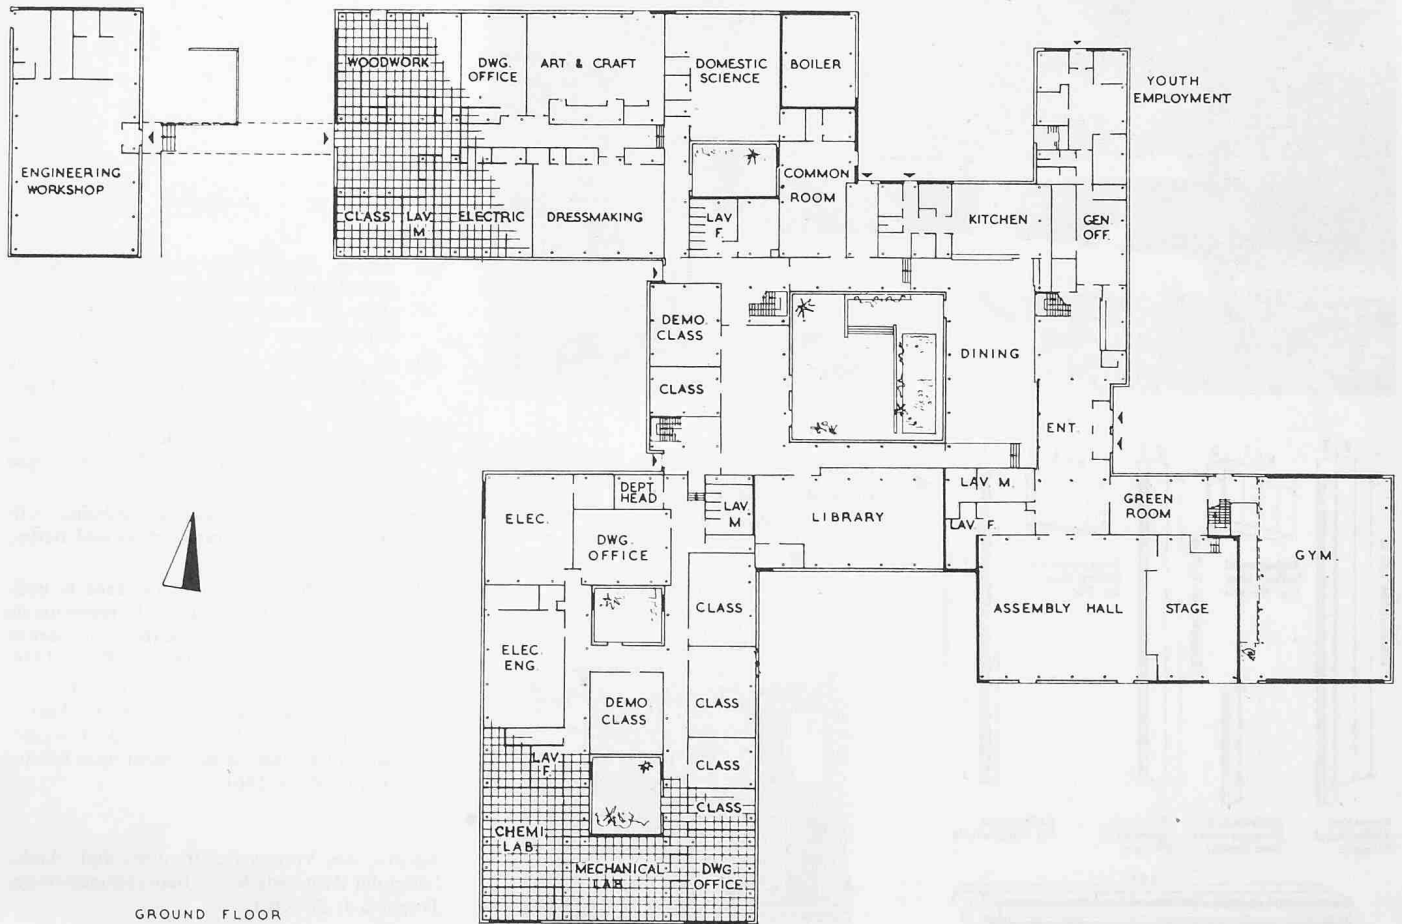 WOODWORK
DWG.
OFFICE
ART & CRAFT
DOMESTIC
SCIENCE
BOILER
YOUTH
EMPLOYMENT
ENGINEERING
WORKSHOP
COMMON
ROOM
CLASS
LAV.
M.
ELECTRIC
DRESSMAKING
LAV
F.
KITCHEN
GEN
OFF.
DEMO.
CLASS
CLASS
DINING
ENT.
DEPT
HEAD
ELEC.
DWG.
OFFICE
LAV.
M
LIBRARY
LAV. M.
LAV. F.
GREEN
ROOM
GYM.
ASSEMBLY HALL
STAGE
CLASS
ELEC.
ENG.
DEMO.
CLASS
CLASS
CLASS
LAV.
F.
CLASS
CHEMI.
LAB.
MECHANICAL
LAB.
DWG.
OFFICE
GROUND FLOOR